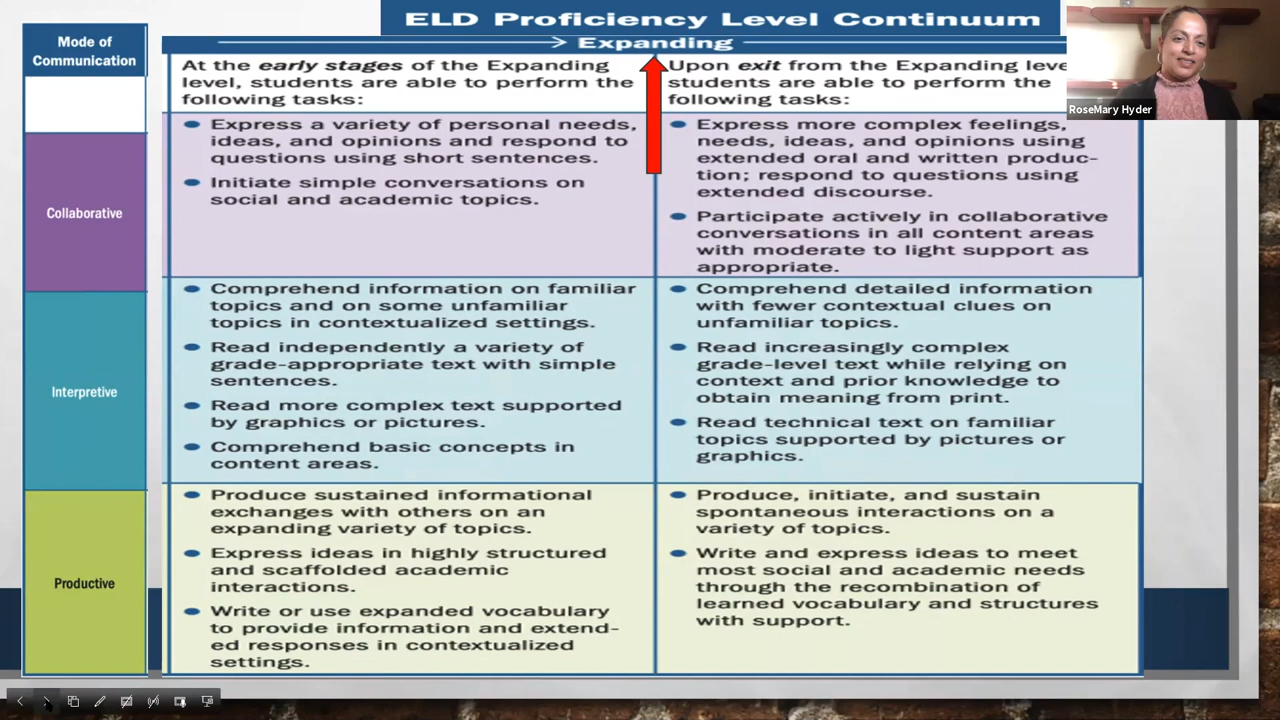 ELD Proficiency Level Continuum
Mode of
Communication
> Expanding
At the early stages of the Expanding
level, students are able to perform the
following tasks:
Upon exit from the Expanding leve
students are able to perform the
following tasks:
RoseMary Hyder
Collaborative
● Express a variety of personal needs,
ideas, and opinions and respond to
questions using short sentences.
● Initiate simple conversations on
social and academic topics.
● Express more complex feelings,
needs, ideas, and opinions using
extended oral and written produc-
tion; respond to questions using
extended discourse.
● Participate actively in collaborative
conversations in all content areas
with moderate to light support as
appropriate.
Interpretive
● Comprehend information on familiar
topics and on some unfamiliar
topics in contextualized settings.
● Read independently a variety of
grade-appropriate text with simple
sentences.
● Read more complex text supported
by graphics or pictures.
● Comprehend basic concepts in
content areas.
● Comprehend detailed information
with fewer contextual clues on
unfamiliar topics.
● Read increasingly complex
grade-level text while relying on
context and prior knowledge to
obtain meaning from print.
● Read technical text on familiar
topics supported by pictures or
graphics.
Productive
● Produce sustained informational
exchanges with others on an
expanding variety of topics.
● Express ideas in highly structured
and scaffolded academic
interactions.
● Write or use expanded vocabulary
to provide information and extend-
ed responses in contextualized
settings.
● Produce, initiate, and sustain
spontaneous interactions on a
variety of topics.
● Write and express ideas to meet
most social and academic needs
through the recombination of
learned vocabulary and structures
with support.